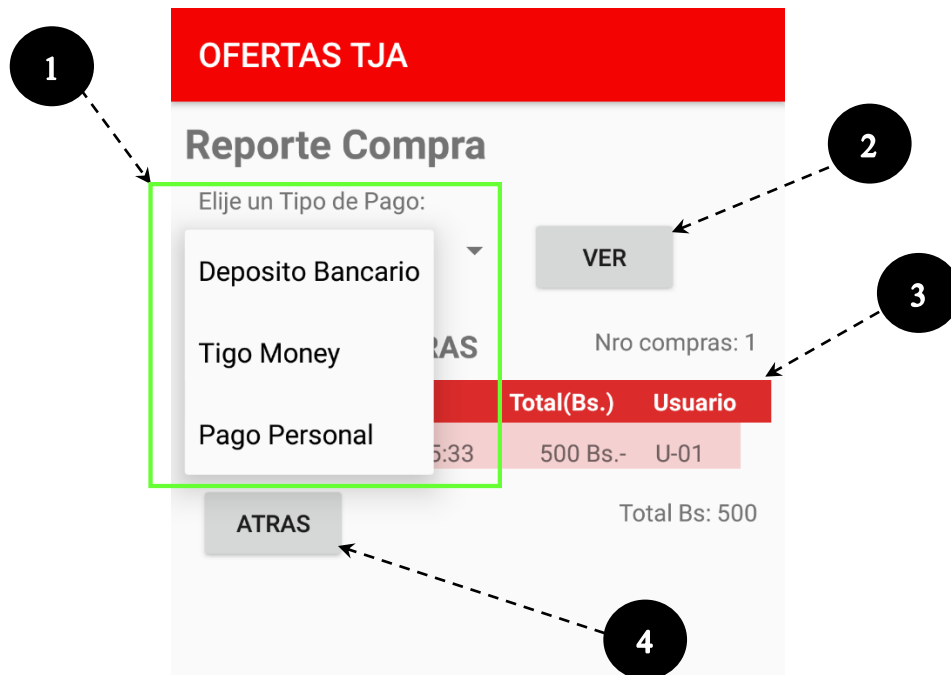 1
OFERTAS TJA
Reporte Compra
2
Elije un Tipo de Pago:
VER
Deposito Bancario
3
Tigo Money
Nro compras: 1
Total(Bs.) Usuario
Pago Personal
5:33 500 Bs.- U-01
ATRAS
Total Bs: 500
4